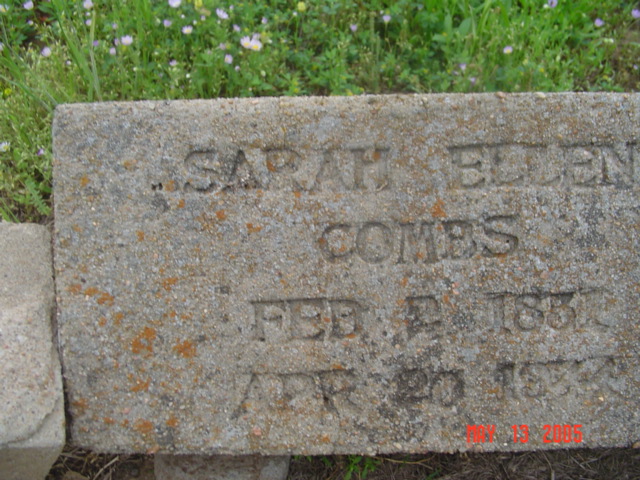 SARAH ELLEN
COMBS
FEB 2
APR 20
MAY 13 2005